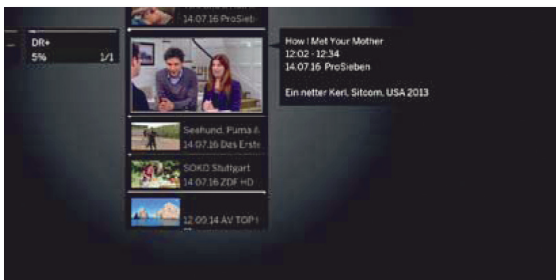 14.07.16 ProSieb
DR+
5% 1/1
How I Met Your Mother
12:02 - 12:34
14.07.16 ProSieben
Ein netter Kerl, Sitcom, USA 2013
Seehund, Puma &
14.07.16 Das Erste
SOKO Stuttgart
14.07.16 ZDF HD
12.09.14 AV TOP